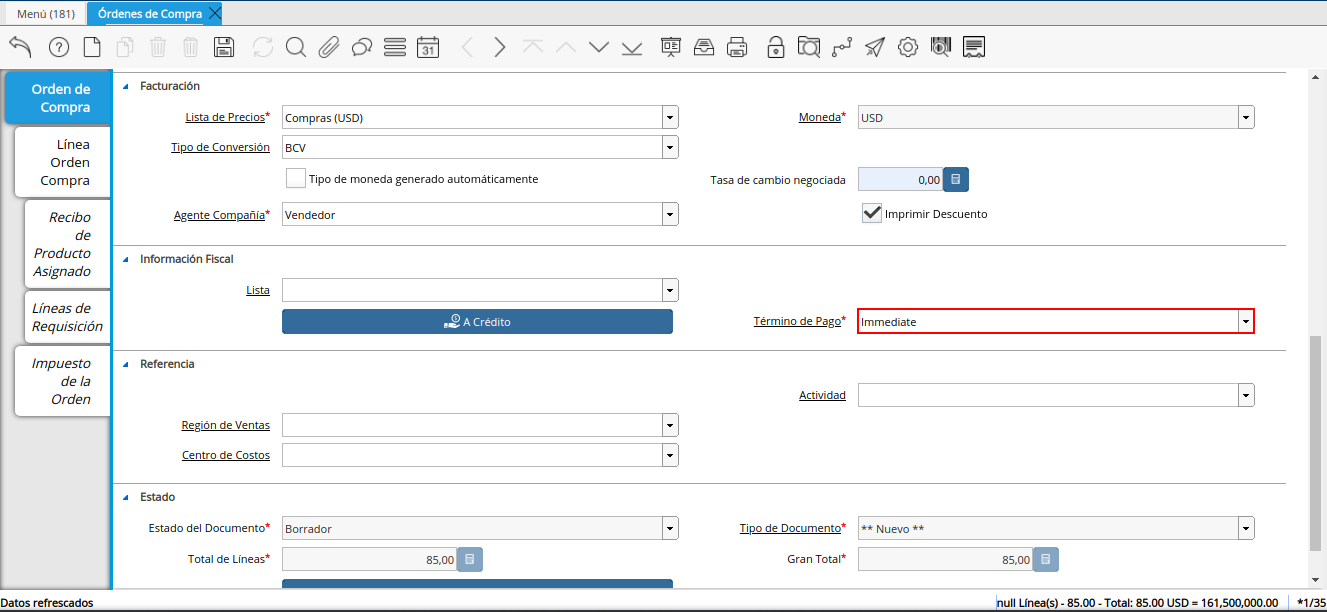 Menú (181)
Órdenes de Compra
31
Orden de
Compra
Línea
Orden
Compra
Recibo
de
Producto
Asignado
Líneas de
Requisición
Impuesto
de la
Orden
Facturación
Lista de Precios* Compras (USD) Moneda* USD
Tipo de Conversión BCV
Tipo de moneda generado automáticamente Tasa de cambio negociada 0,00
Agente Compañía* Vendedor Imprimir Descuento
Información Fiscal
Lista
A Crédito Término de Pago* Immediate
Referencia
Actividad
Región de Ventas
Centro de Costos
Estado
Estado del Documento* Borrador Tipo de Documento* ** Nuevo **
Total de Líneas* 85,00 Gran Total* 85,00
Datos refrescados null Línea(s) - 85.00 - Total: 85.00 USD = 161,500,000.00 *1/35